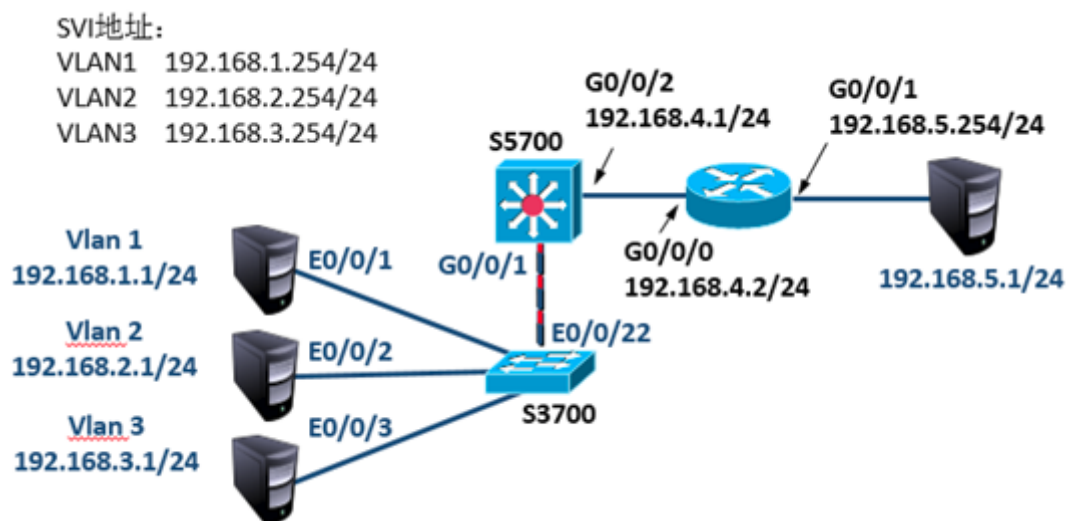 SVI地址：
VLAN1 192.168.1.254/24
VLAN2 192.168.2.254/24
VLAN3 192.168.3.254/24
G0/0/2
192.168.4.1/24
G0/0/1
192.168.5.254/24
S5700
Vlan 1
192.168.1.1/24
E0/0/1
G0/0/1
G0/0/0
192.168.4.2/24
192.168.5.1/24
Vlan 2
192.168.2.1/24
E0/0/2
E0/0/22
S3700
Vlan 3
192.168.3.1/24
E0/0/3